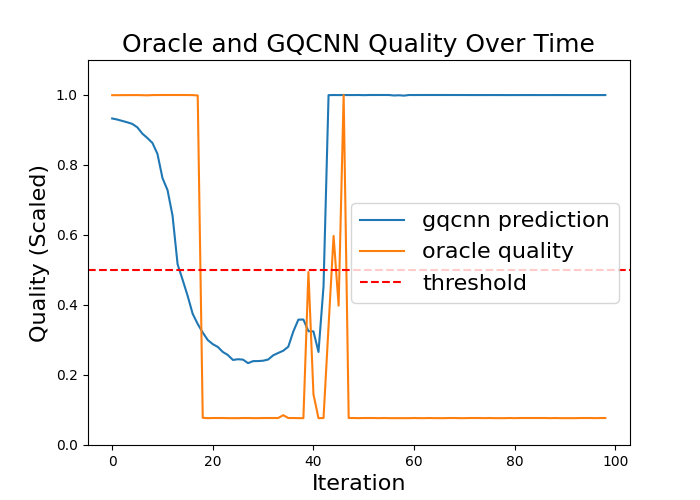 Oracle and GQCNN Quality Over Time
Quality (Scaled)
1.0
0.8
0.6
0.4
0.2
0.0
gqcnn prediction
oracle quality
threshold
0 20 40 60 80 100
Iteration